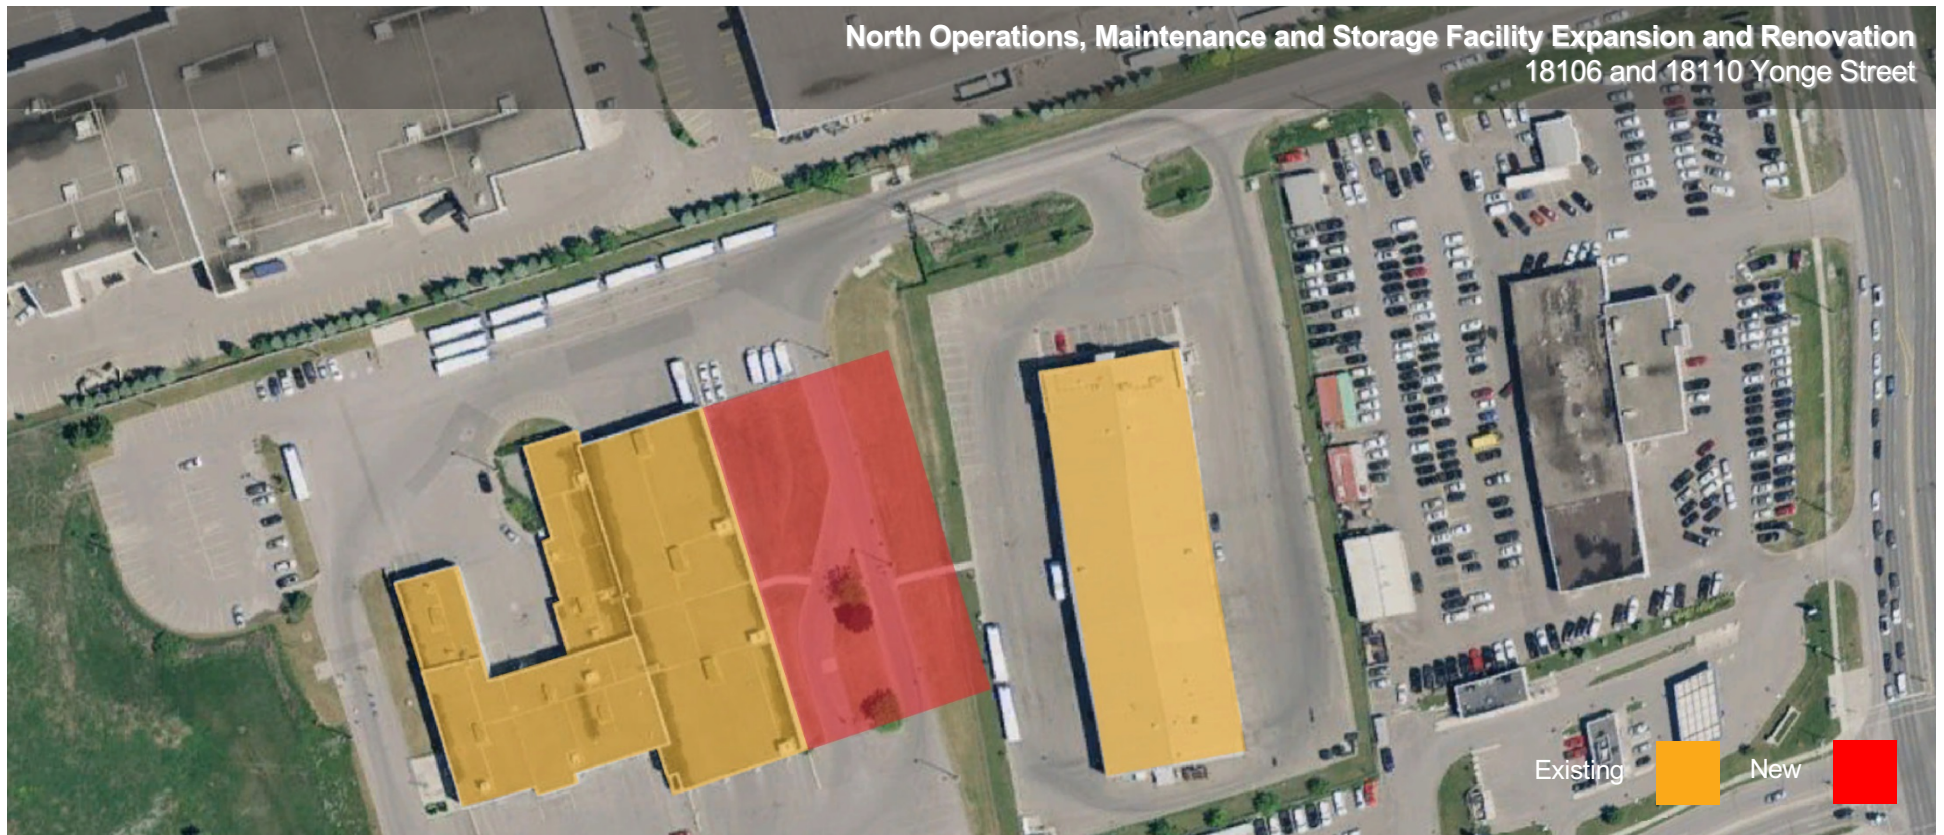 North Operations, Maintenance and Storage Facility Expansion and Renovation
18106 and 18110 Yonge Street
Existing
New